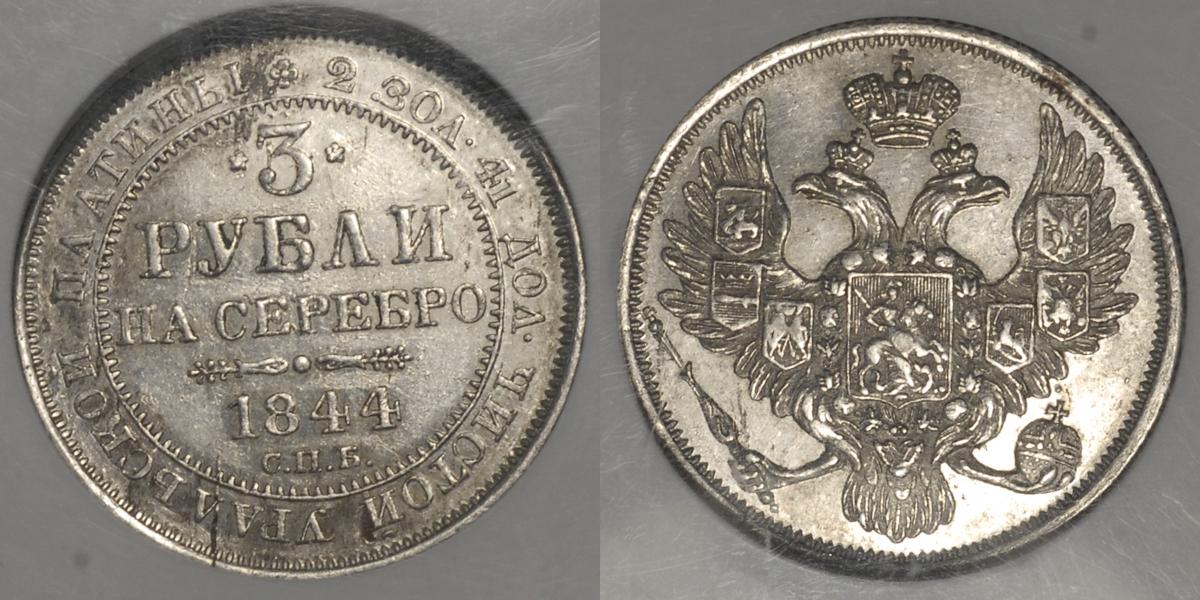 2 ЗОЛ. 41 ДОЛ. ЧИСТОЙ УРАЛЬСКОЙ ПЛАТИНЫ
3
РУБЛИ
НА СЕРЕБРО
1844
С.П.Б.